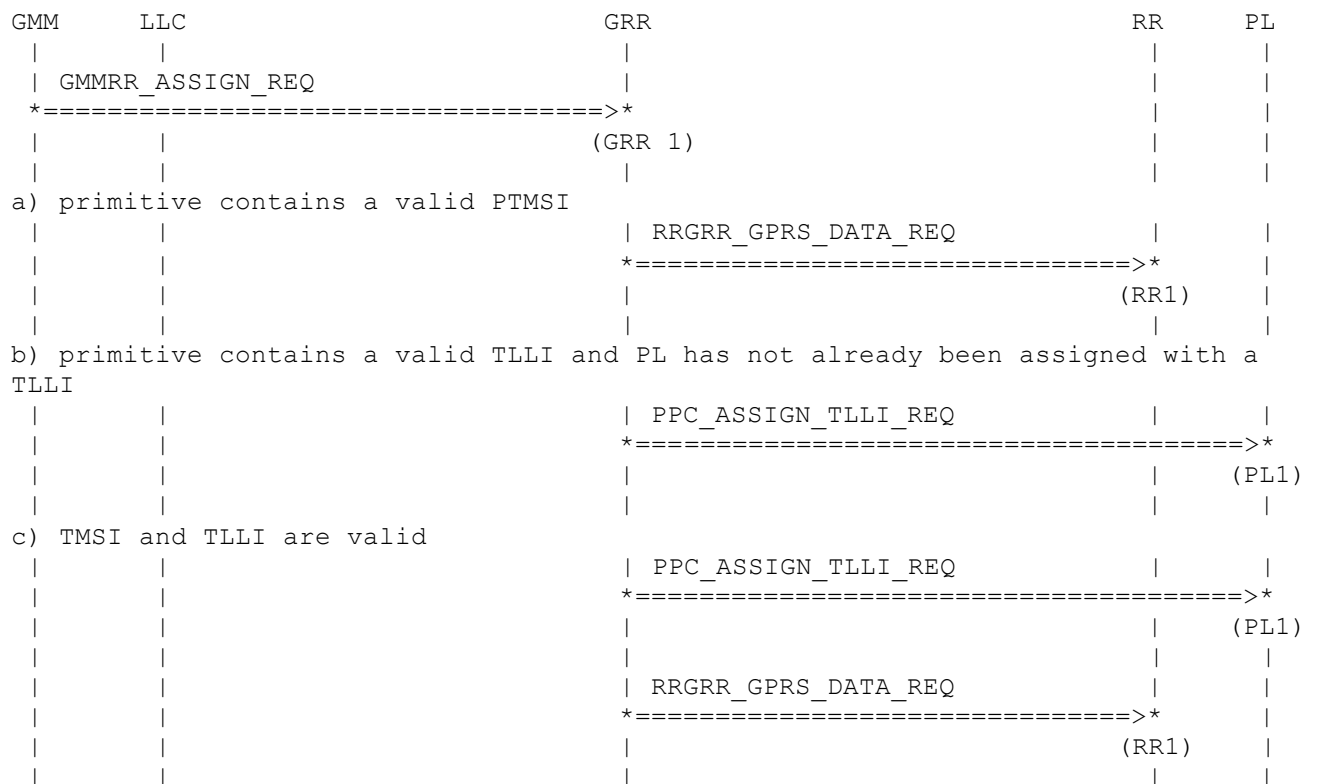 GMM LLC GRR RR PL
| | | | |
| GMMRR_ASSIGN_REQ | | |
*===================================>* | |
| | (GRR 1) | |
| | | | |
a) primitive contains a valid PTMSI
| | | RRGRR_GPRS_DATA_REQ | |
| | *===============================>* |
| | | (RR1) |
| | | | |
b) primitive contains a valid TLLI and PL has not already been assigned with a
TLLI
| | | PPC_ASSIGN_TLLI_REQ | |
| | *======================================>*
| | | | (PL1)
| | | | |
c) TMSI and TLLI are valid
| | | PPC_ASSIGN_TLLI_REQ | |
| | *======================================>*
| | | | (PL1)
| | | | |
| | | RRGRR_GPRS_DATA_REQ | |
| | *===============================>* |
| | | (RR1) |
| | | | |